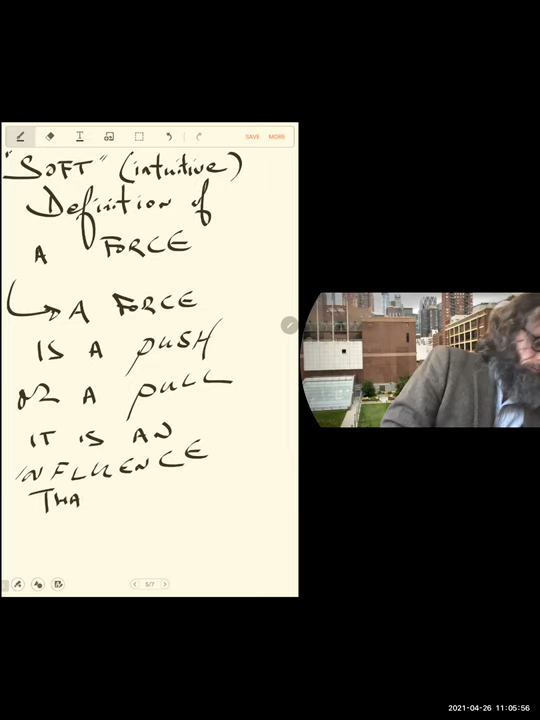 SAVE MORE
"SOFT" (intuitive)
Definition of
A FORCE
A FORCE
IS A PUSH
OR A PULL
IT IS AN
INFLUENCE
THA
5/7
2021-04-26 11:05:56